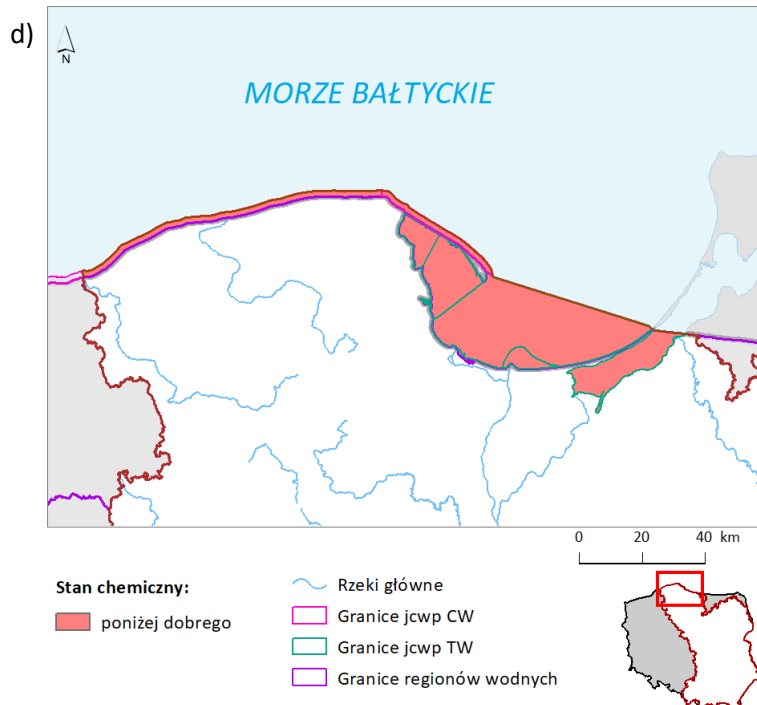 d)
N
MORZE BAŁTYCKIE
0 20 40 km
Stan chemiczny:
poniżej dobrego
Rzeki główne
Granice jcwp CW
Granice jcwp TW
Granice regionów wodnych